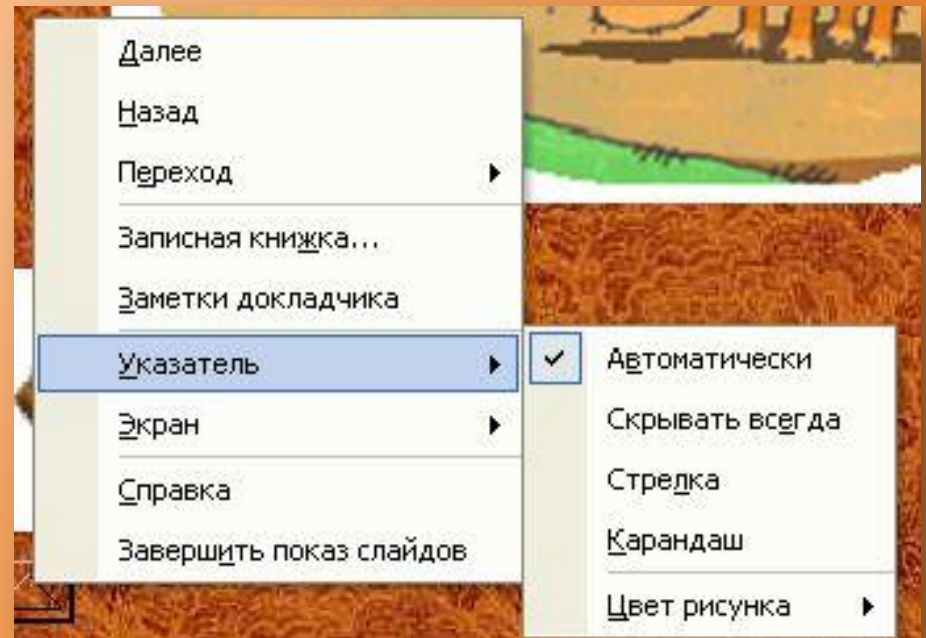 Далее
Назад
Переход
Записная книжка...
Заметки докладчика
Указатель
Экран
Справка
Завершить показ слайдов
Автоматически
Скрывать всегда
Стрелка
Карандаш
Цвет рисунка